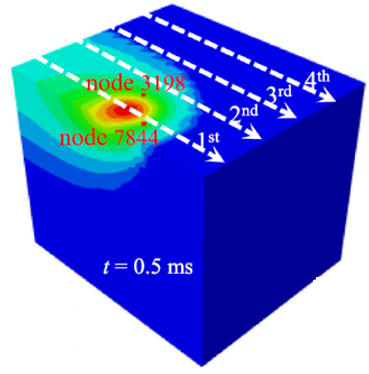 node 3198
4th
3rd
2nd
node 7844
1st
t = 0.5 ms